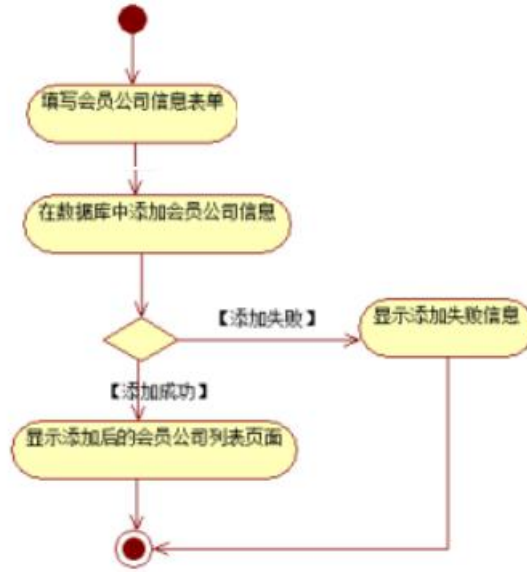 填写会员公司信息表单
在数据库中添加会员公司信息
【添加失败】
显示添加失败信息
【添加成功】
显示添加后的会员公司列表页面